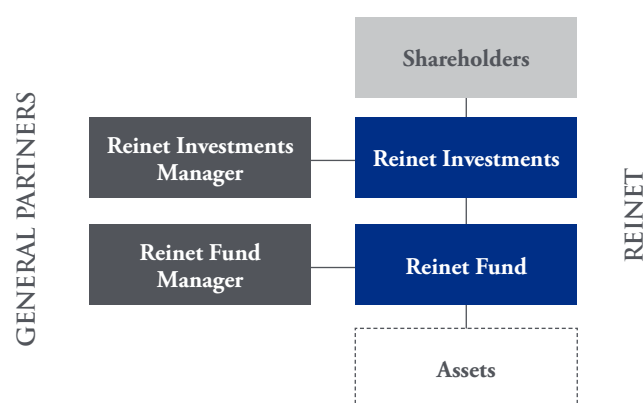 Shareholders
GENERAL PARTNERS
Reinet Investments
Manager
Reinet Investments
REINET
Reinet Fund
Manager
Reinet Fund
Assets